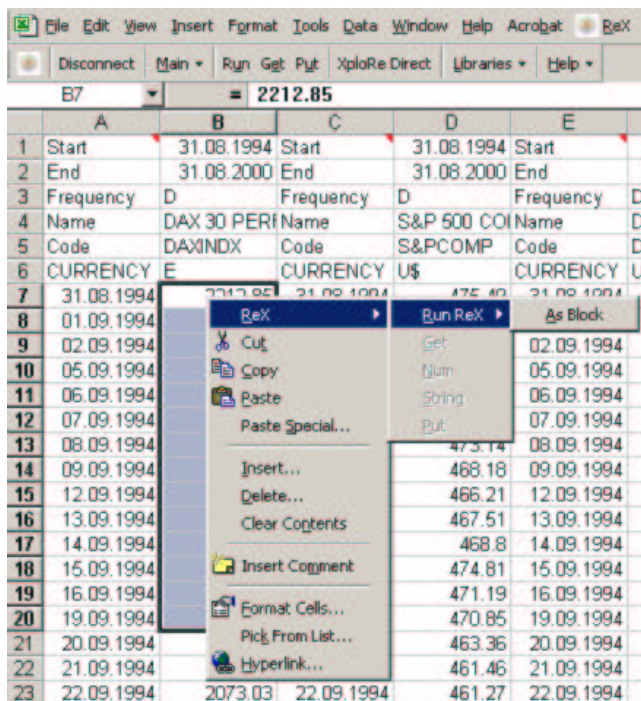 File Edit View Insert Format Tools Data Window Help Acrobat ReX
Disconnect Main Run Get Put XploRe Direct Libraries Help
B7 = 2212.85
A B C D E
1 Start 31.08.1994 Start 31.08.1994 Start
2 End 31.08.2000 End 31.08.2000 End
3 Frequency D Frequency D Frequency D
4 Name DAX 30 PERF Name S&P 500 COI Name D
5 Code DAXINDX Code S&PCOMP Code D
6 CURRENCY E CURRENCY U$ CURRENCY U
7 31.08.1994 2212.85 31.08.1994 475.49 31.08.1994
8 01.09.1994 ReX Run ReX As Block
9 02.09.1994 Cut Get 02.09.1994
10 05.09.1994 Copy Num 05.09.1994
11 06.09.1994 Paste String 06.09.1994
12 07.09.1994 Paste Special... Put 07.09.1994
13 08.09.1994 473.14 08.09.1994
14 09.09.1994 Insert... 468.18 09.09.1994
15 12.09.1994 Delete... 466.21 12.09.1994
16 13.09.1994 Clear Contents 467.51 13.09.1994
17 14.09.1994 468.8 14.09.1994
18 15.09.1994 Insert Comment 474.81 15.09.1994
19 16.09.1994 471.19 16.09.1994
20 19.09.1994 Format Cells... 470.85 19.09.1994
21 20.09.1994 Pick From List... 463.36 20.09.1994
22 21.09.1994 Hyperlink... 461.46 21.09.1994
23 22.09.1994 2073.03 22.09.1994 461.27 22.09.1994